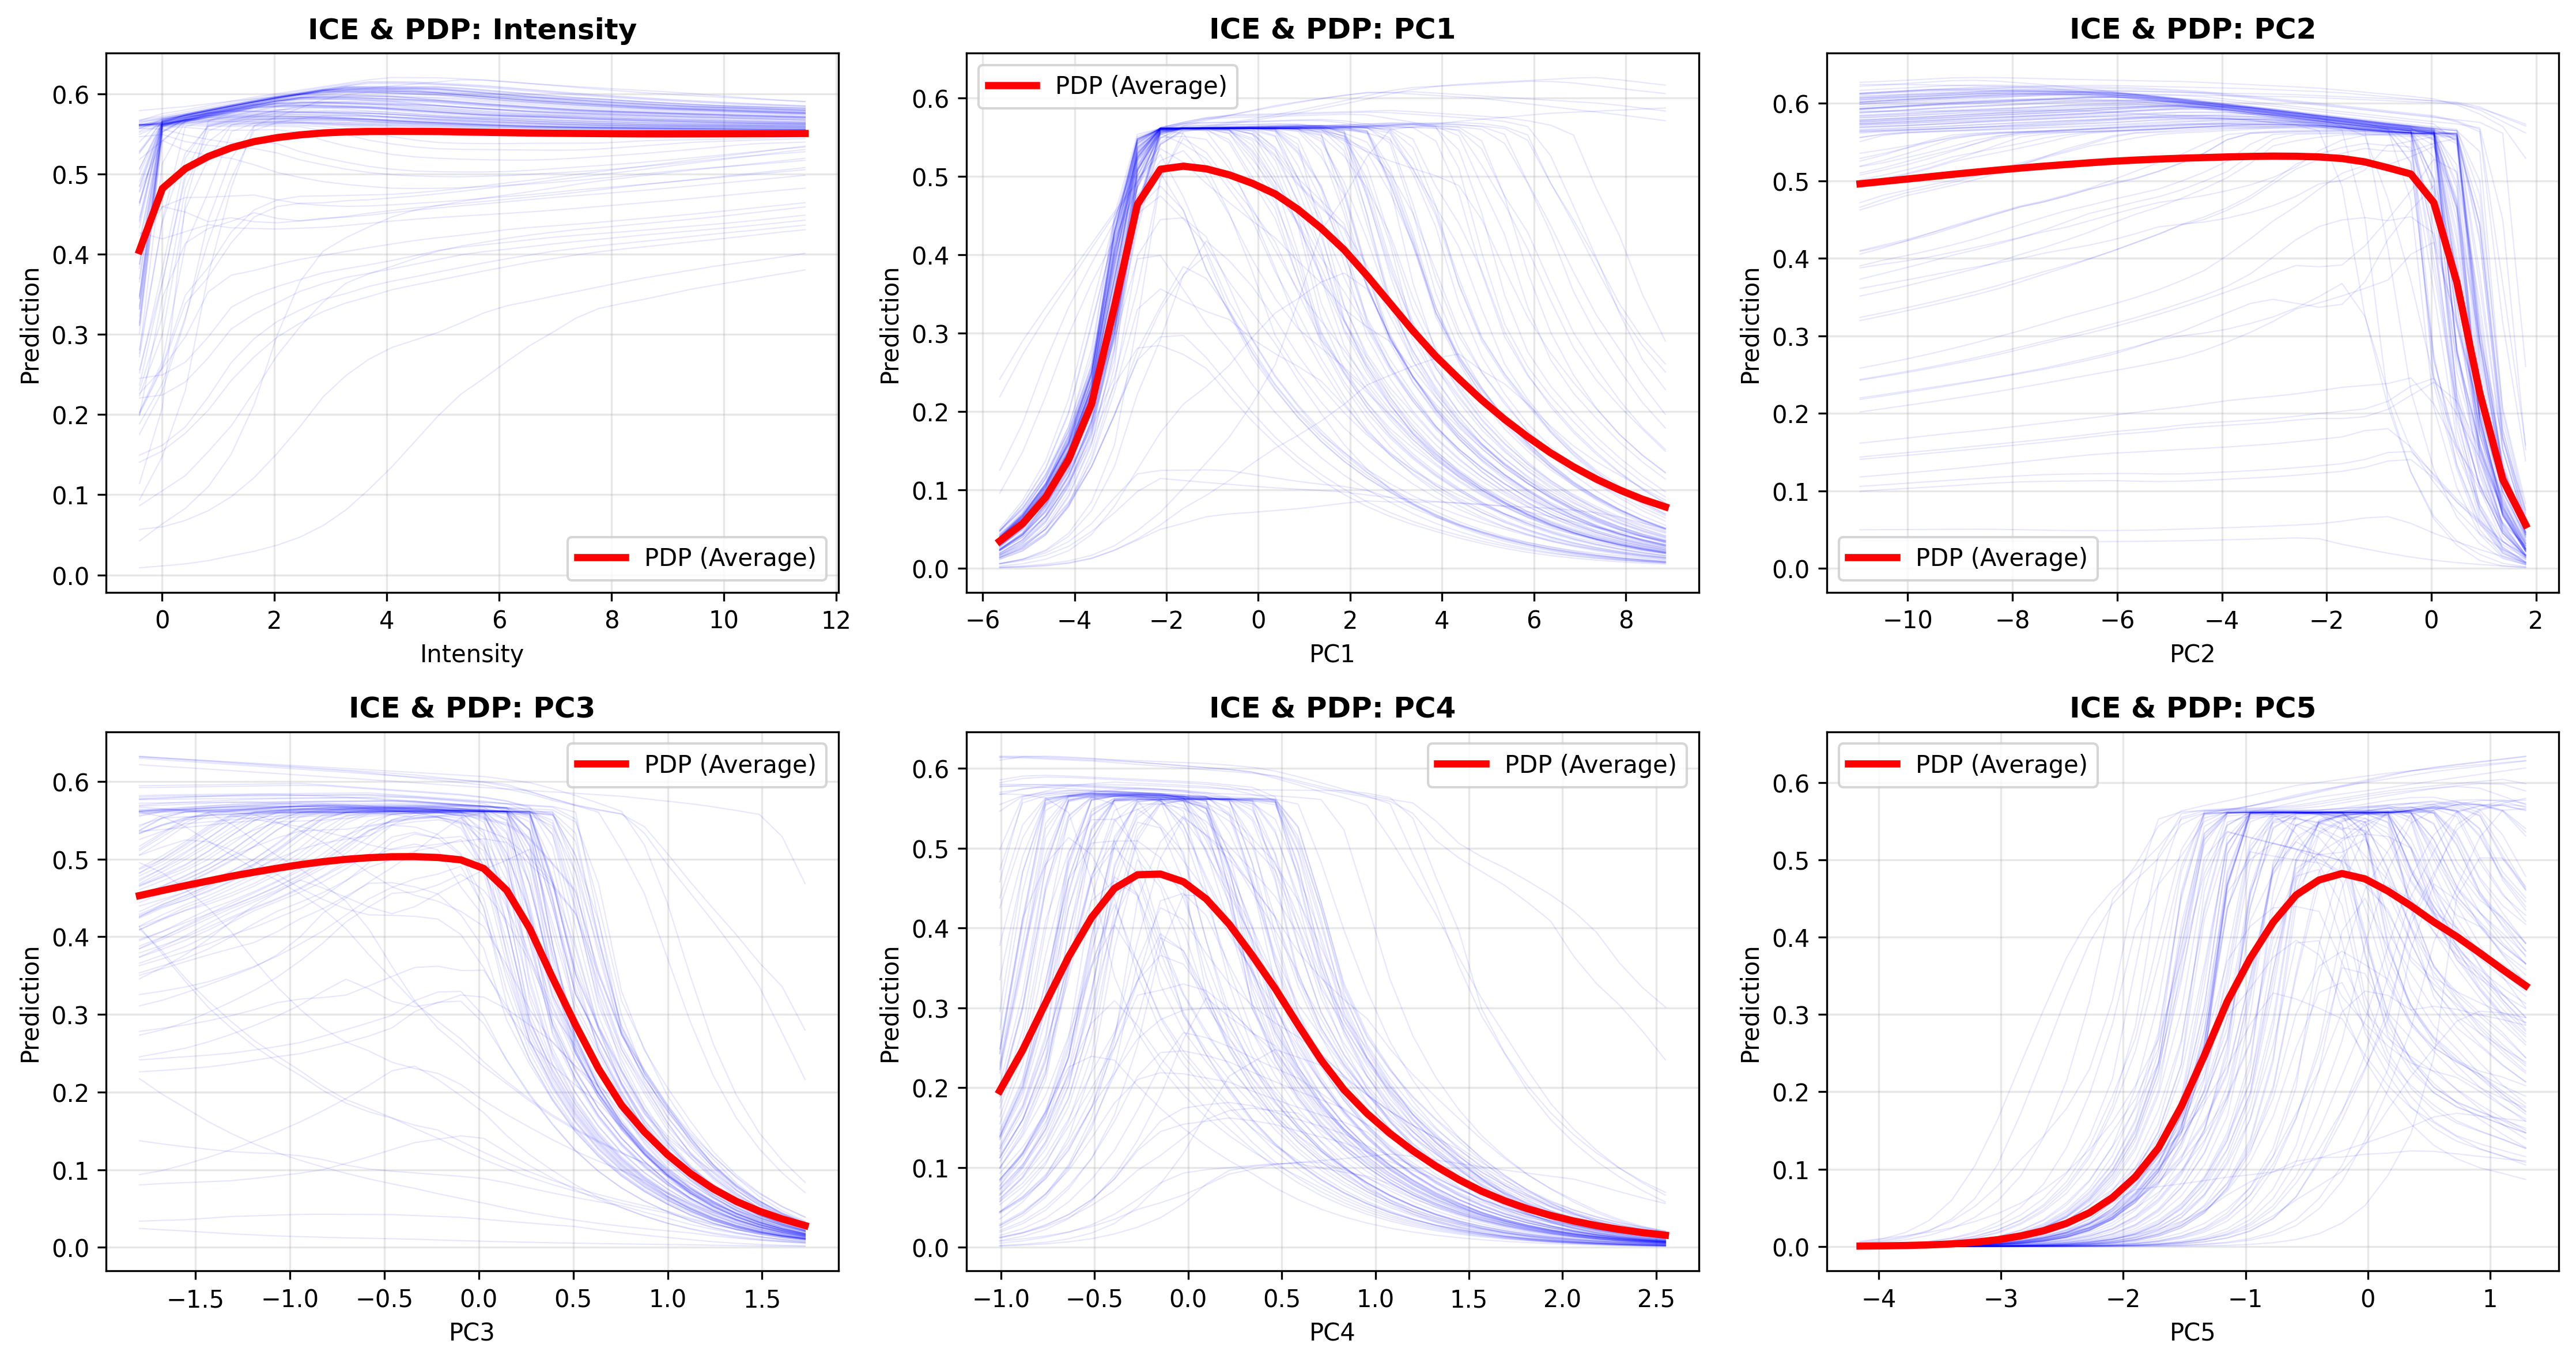 ICE & PDP: Intensity
0.6
0.5
0.4
0.3
0.2
0.1
0.0
Prediction
PDP (Average)
0 2 4 6 8 10 12
Intensity
ICE & PDP: PC1
0.6
0.5
0.4
0.3
0.2
0.1
0.0
Prediction
PDP (Average)
−6 −4 −2 0 2 4 6 8
PC1
ICE & PDP: PC2
0.6
0.5
0.4
0.3
0.2
0.1
0.0
Prediction
PDP (Average)
−10 −8 −6 −4 −2 0 2
PC2
ICE & PDP: PC3
0.6
0.5
0.4
0.3
0.2
0.1
0.0
Prediction
PDP (Average)
−1.5 −1.0 −0.5 0.0 0.5 1.0 1.5
PC3
ICE & PDP: PC4
0.6
0.5
0.4
0.3
0.2
0.1
0.0
Prediction
PDP (Average)
−1.0 −0.5 0.0 0.5 1.0 1.5 2.0 2.5
PC4
ICE & PDP: PC5
0.6
0.5
0.4
0.3
0.2
0.1
0.0
Prediction
PDP (Average)
−4 −3 −2 −1 0 1
PC5